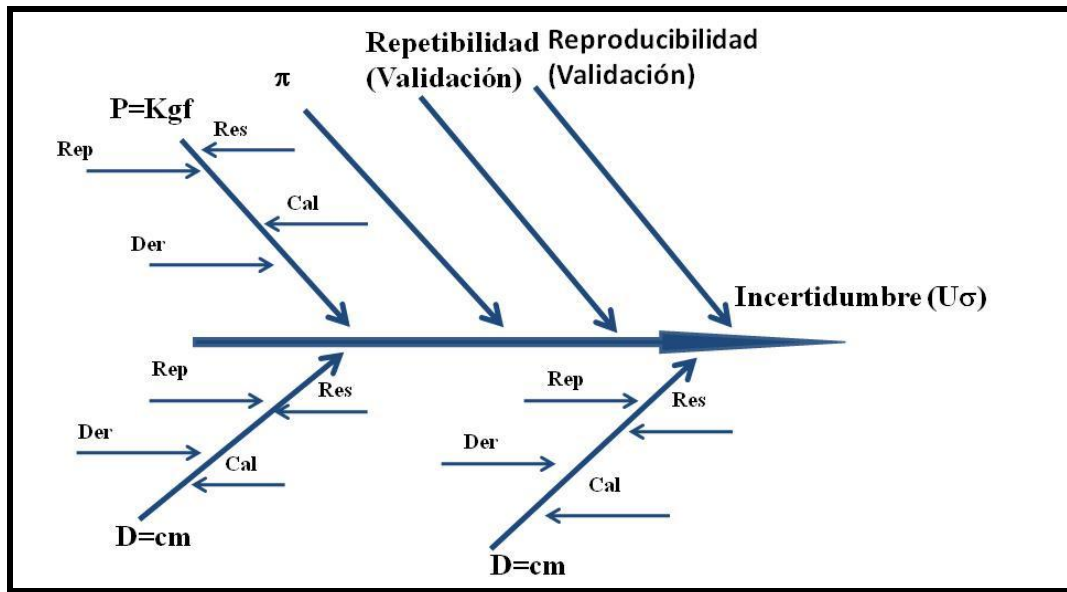 Repetibilidad
(Validación)
Reproducibilidad
(Validación)
π
P=Kgf
Res
Rep
Cal
Der
Incertidumbre (Uσ)
Rep
Res
Der
Cal
D=cm
Rep
Res
Der
Cal
D=cm